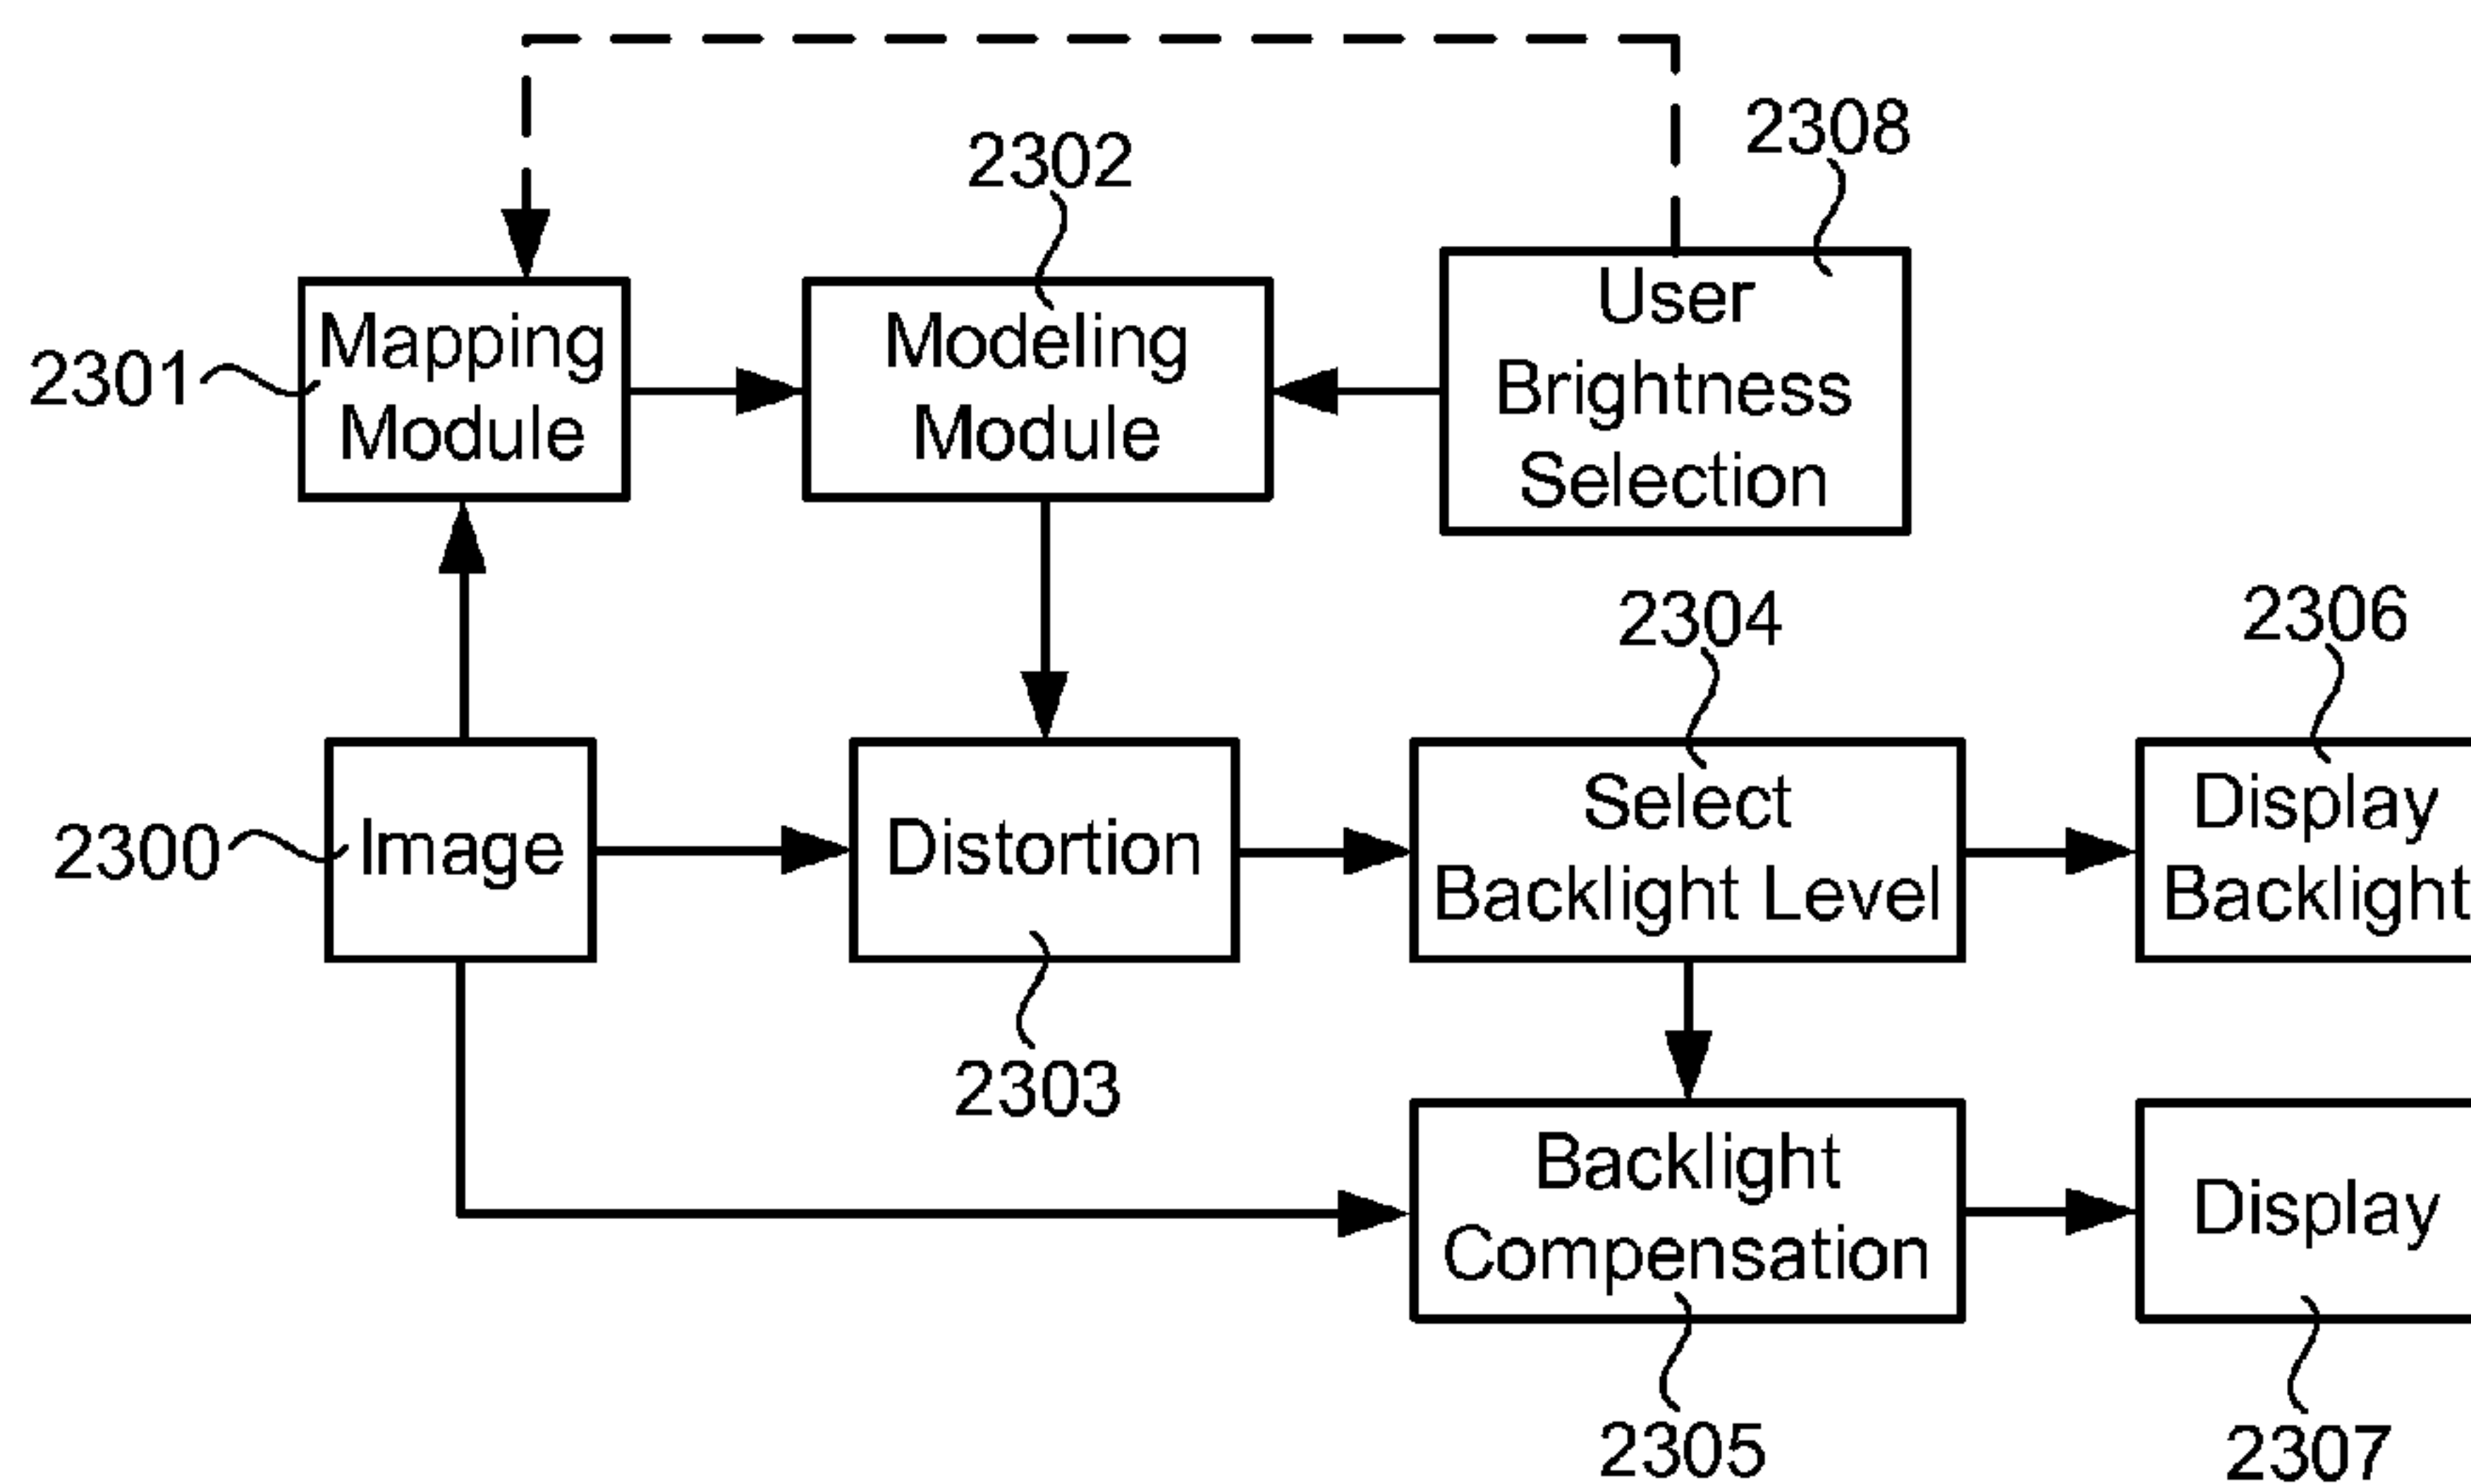 2308
2302
User
Brightness
Selection
Mapping
Module
Modeling
Module
2301
2304
2306
Select
Backlight Level
Display
Backlight
2300
Image
Distortion
2303
Backlight
Compensation
Display
2305
2307